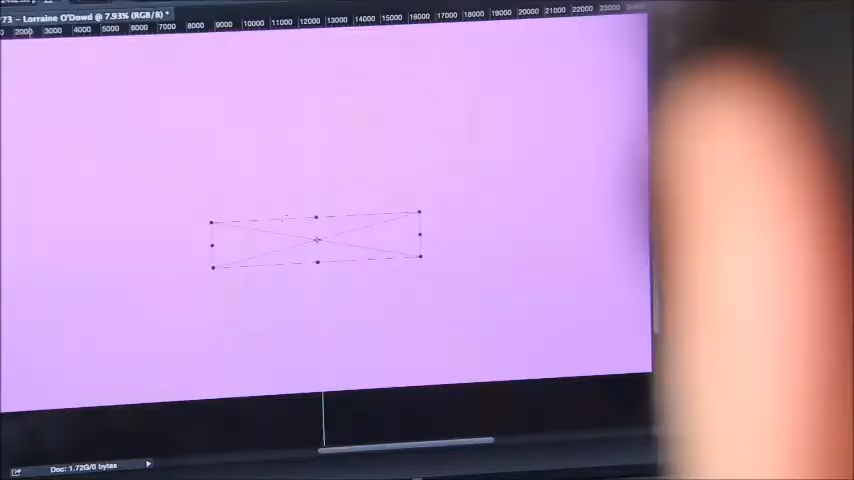 '73 – Lorraine O'Dowd @ 7.93% (RGB/8) *
2000 3000 4000 5000 6000 7000 8000 9000 10000 11000 12000 13000 14000 15000 16000 17000 18000 19000 20000 21000 22000 23000
Doc: 1.72G/0 bytes